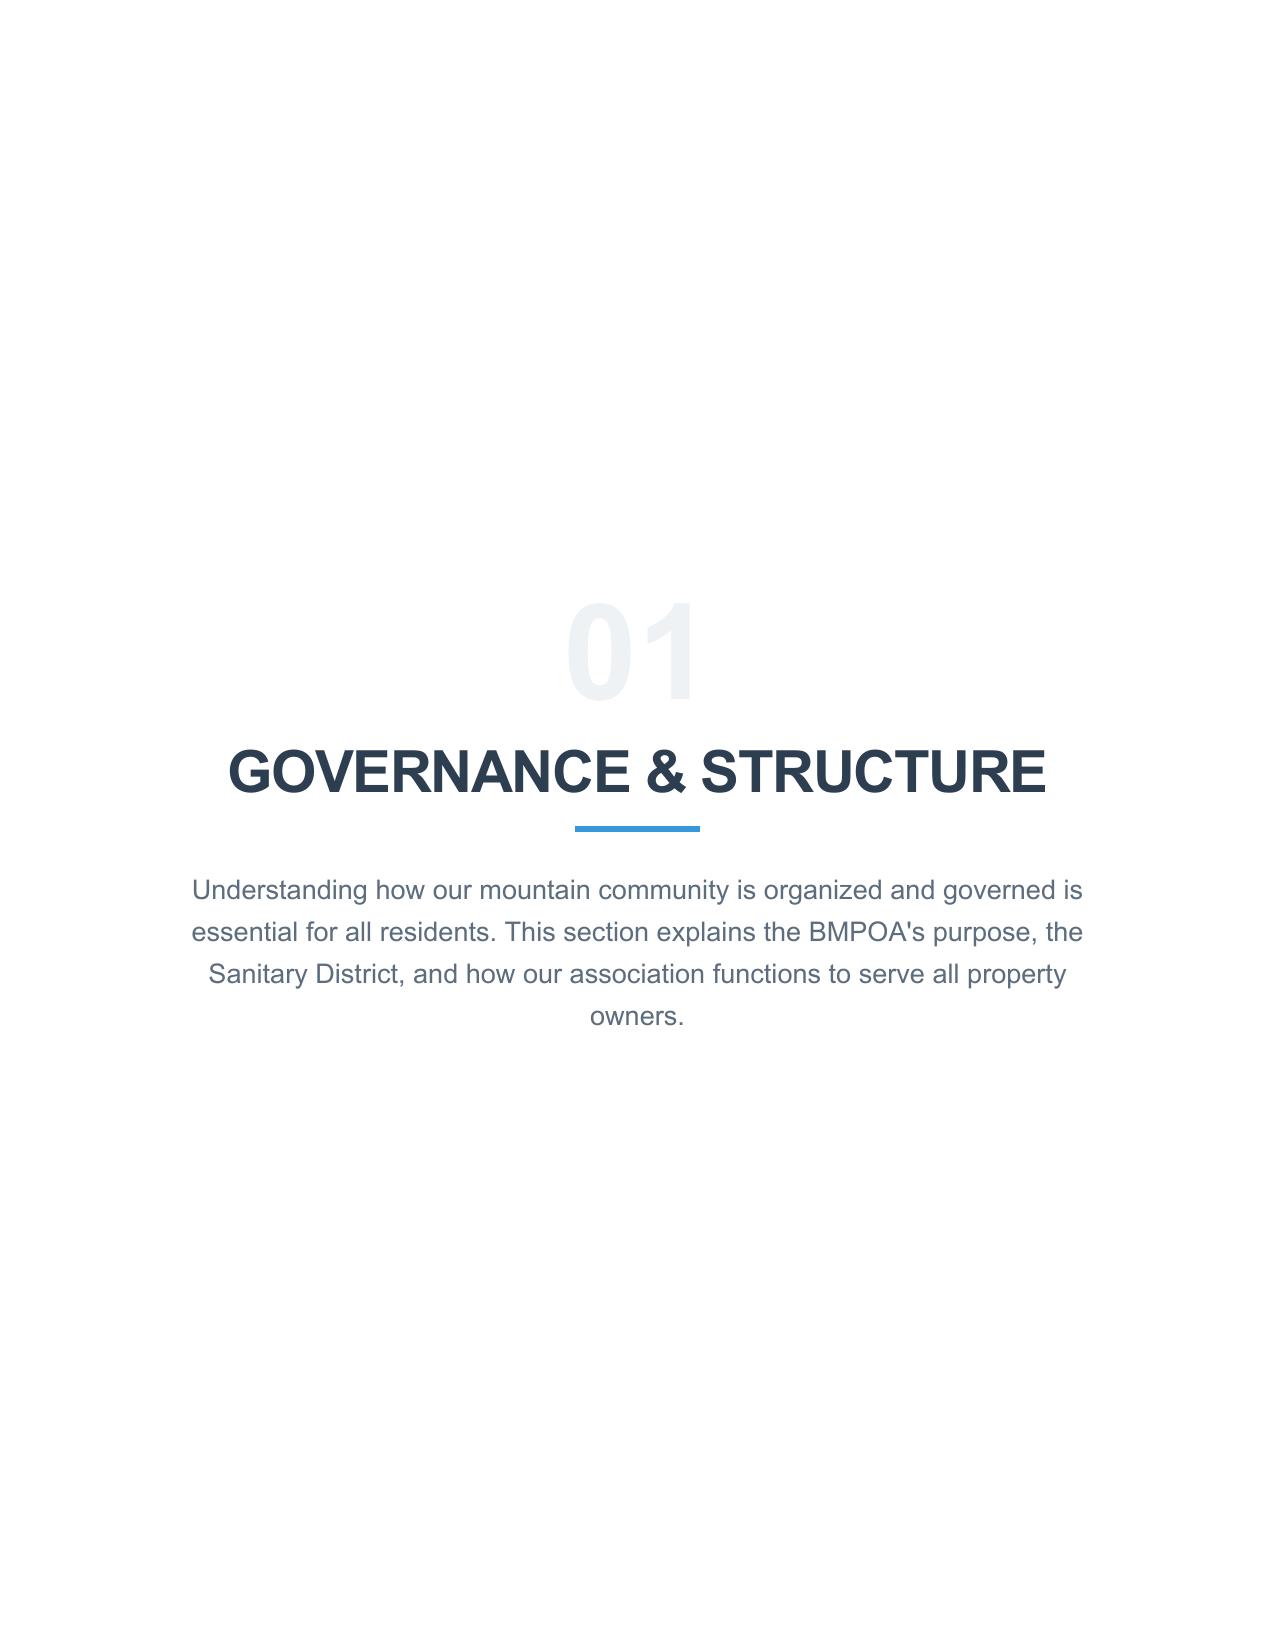 01
GOVERNANCE & STRUCTURE
Understanding how our mountain community is organized and governed is
essential for all residents. This section explains the BMPOA's purpose, the
Sanitary District, and how our association functions to serve all property
owners.